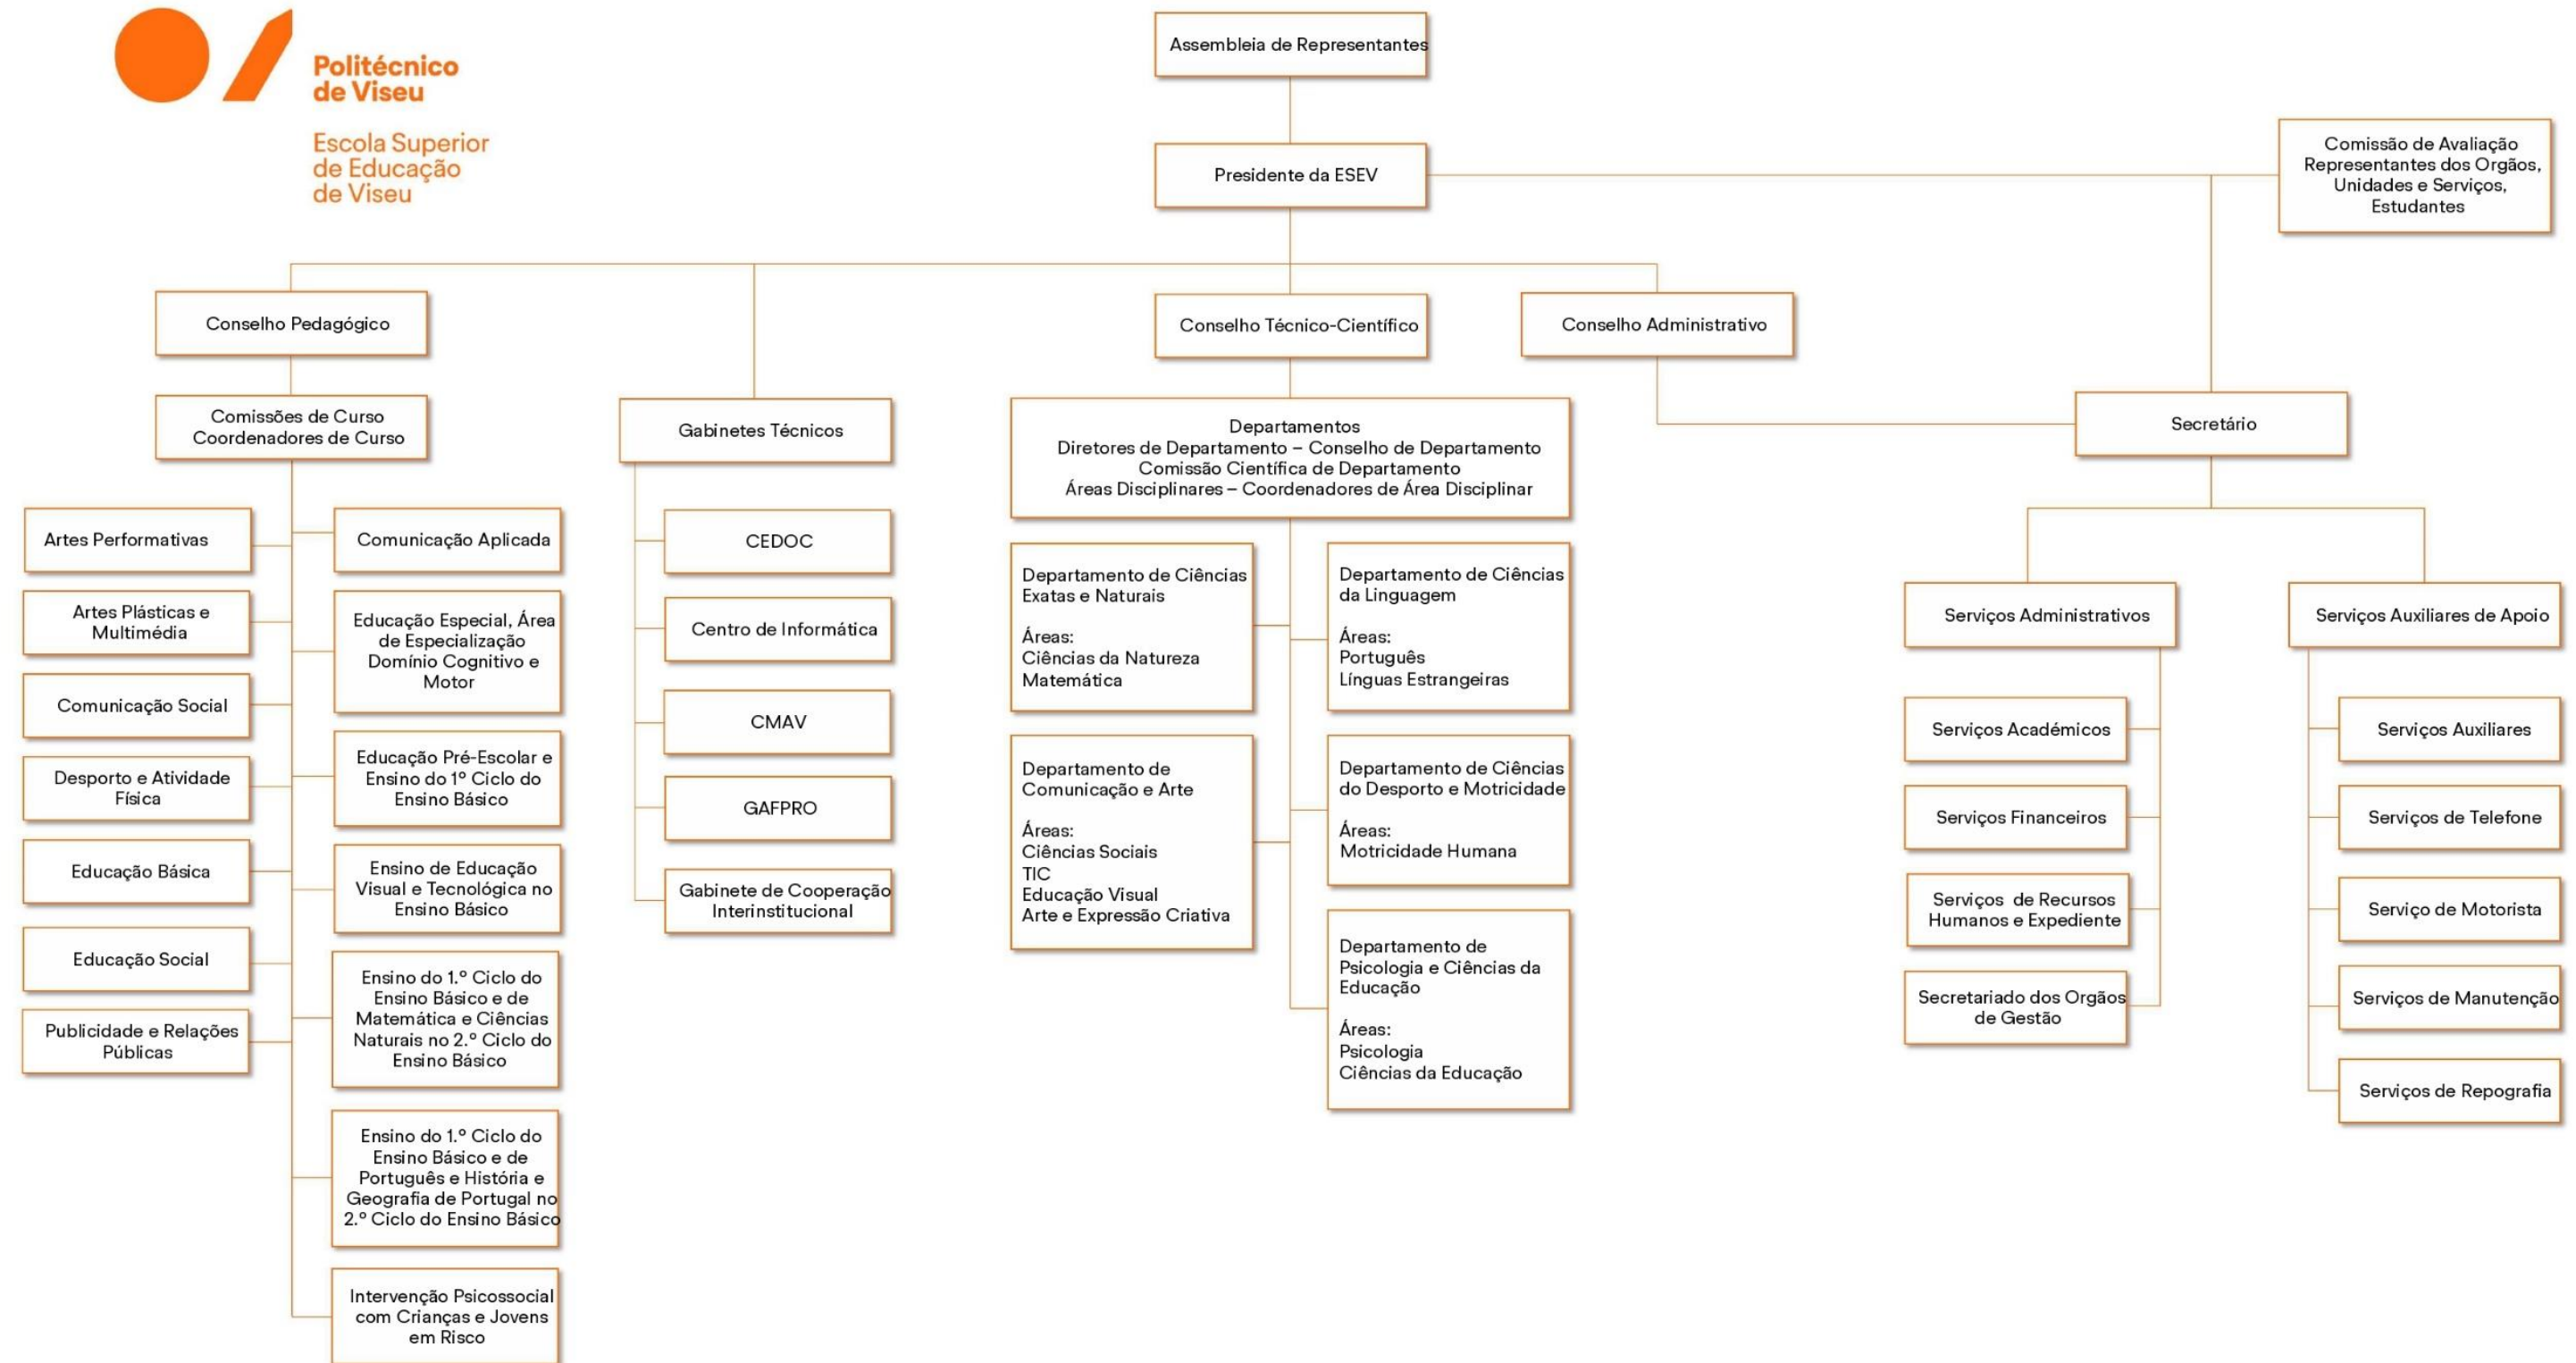 Politécnico
de Viseu
Escola Superior
de Educação
de Viseu
Assembleia de Representantes
Presidente da ESEV
Comissão de Avaliação
Representantes dos Orgãos,
Unidades e Serviços,
Estudantes
Conselho Pedagógico
Conselho Técnico-Científico
Conselho Administrativo
Comissões de Curso
Coordenadores de Curso
Gabinetes Técnicos
Departamentos
Diretores de Departamento – Conselho de Departamento
Comissão Científica de Departamento
Áreas Disciplinares – Coordenadores de Área Disciplinar
Secretário
Artes Performativas
Artes Plásticas e
Multimédia
Comunicação Social
Desporto e Atividade
Física
Educação Básica
Educação Social
Publicidade e Relações
Públicas
Comunicação Aplicada
Educação Especial, Área
de Especialização
Domínio Cognitivo e
Motor
Educação Pré-Escolar e
Ensino do 1º Ciclo do
Ensino Básico
Ensino de Educação
Visual e Tecnológica no
Ensino Básico
Ensino do 1.º Ciclo do
Ensino Básico e de
Matemática e Ciências
Naturais no 2.º Ciclo do
Ensino Básico
Ensino do 1.º Ciclo do
Ensino Básico e de
Português e História e
Geografia de Portugal no
2.º Ciclo do Ensino Básico
Intervenção Psicossocial
com Crianças e Jovens
em Risco
CEDOC
Centro de Informática
CMAV
GAFPRO
Gabinete de Cooperação
Interinstitucional
Departamento de Ciências
Exatas e Naturais
Áreas:
Ciências da Natureza
Matemática
Departamento de
Comunicação e Arte
Áreas:
Ciências Sociais
TIC
Educação Visual
Arte e Expressão Criativa
Departamento de Ciências
da Linguagem
Áreas:
Português
Línguas Estrangeiras
Departamento de Ciências
do Desporto e Motricidade
Áreas:
Motricidade Humana
Departamento de
Psicologia e Ciências da
Educação
Áreas:
Psicologia
Ciências da Educação
Serviços Administrativos
Serviços Académicos
Serviços Financeiros
Serviços de Recursos
Humanos e Expediente
Secretariado dos Orgãos
de Gestão
Serviços Auxiliares de Apoio
Serviços Auxiliares
Serviços de Telefone
Serviço de Motorista
Serviços de Manutenção
Serviços de Repografia